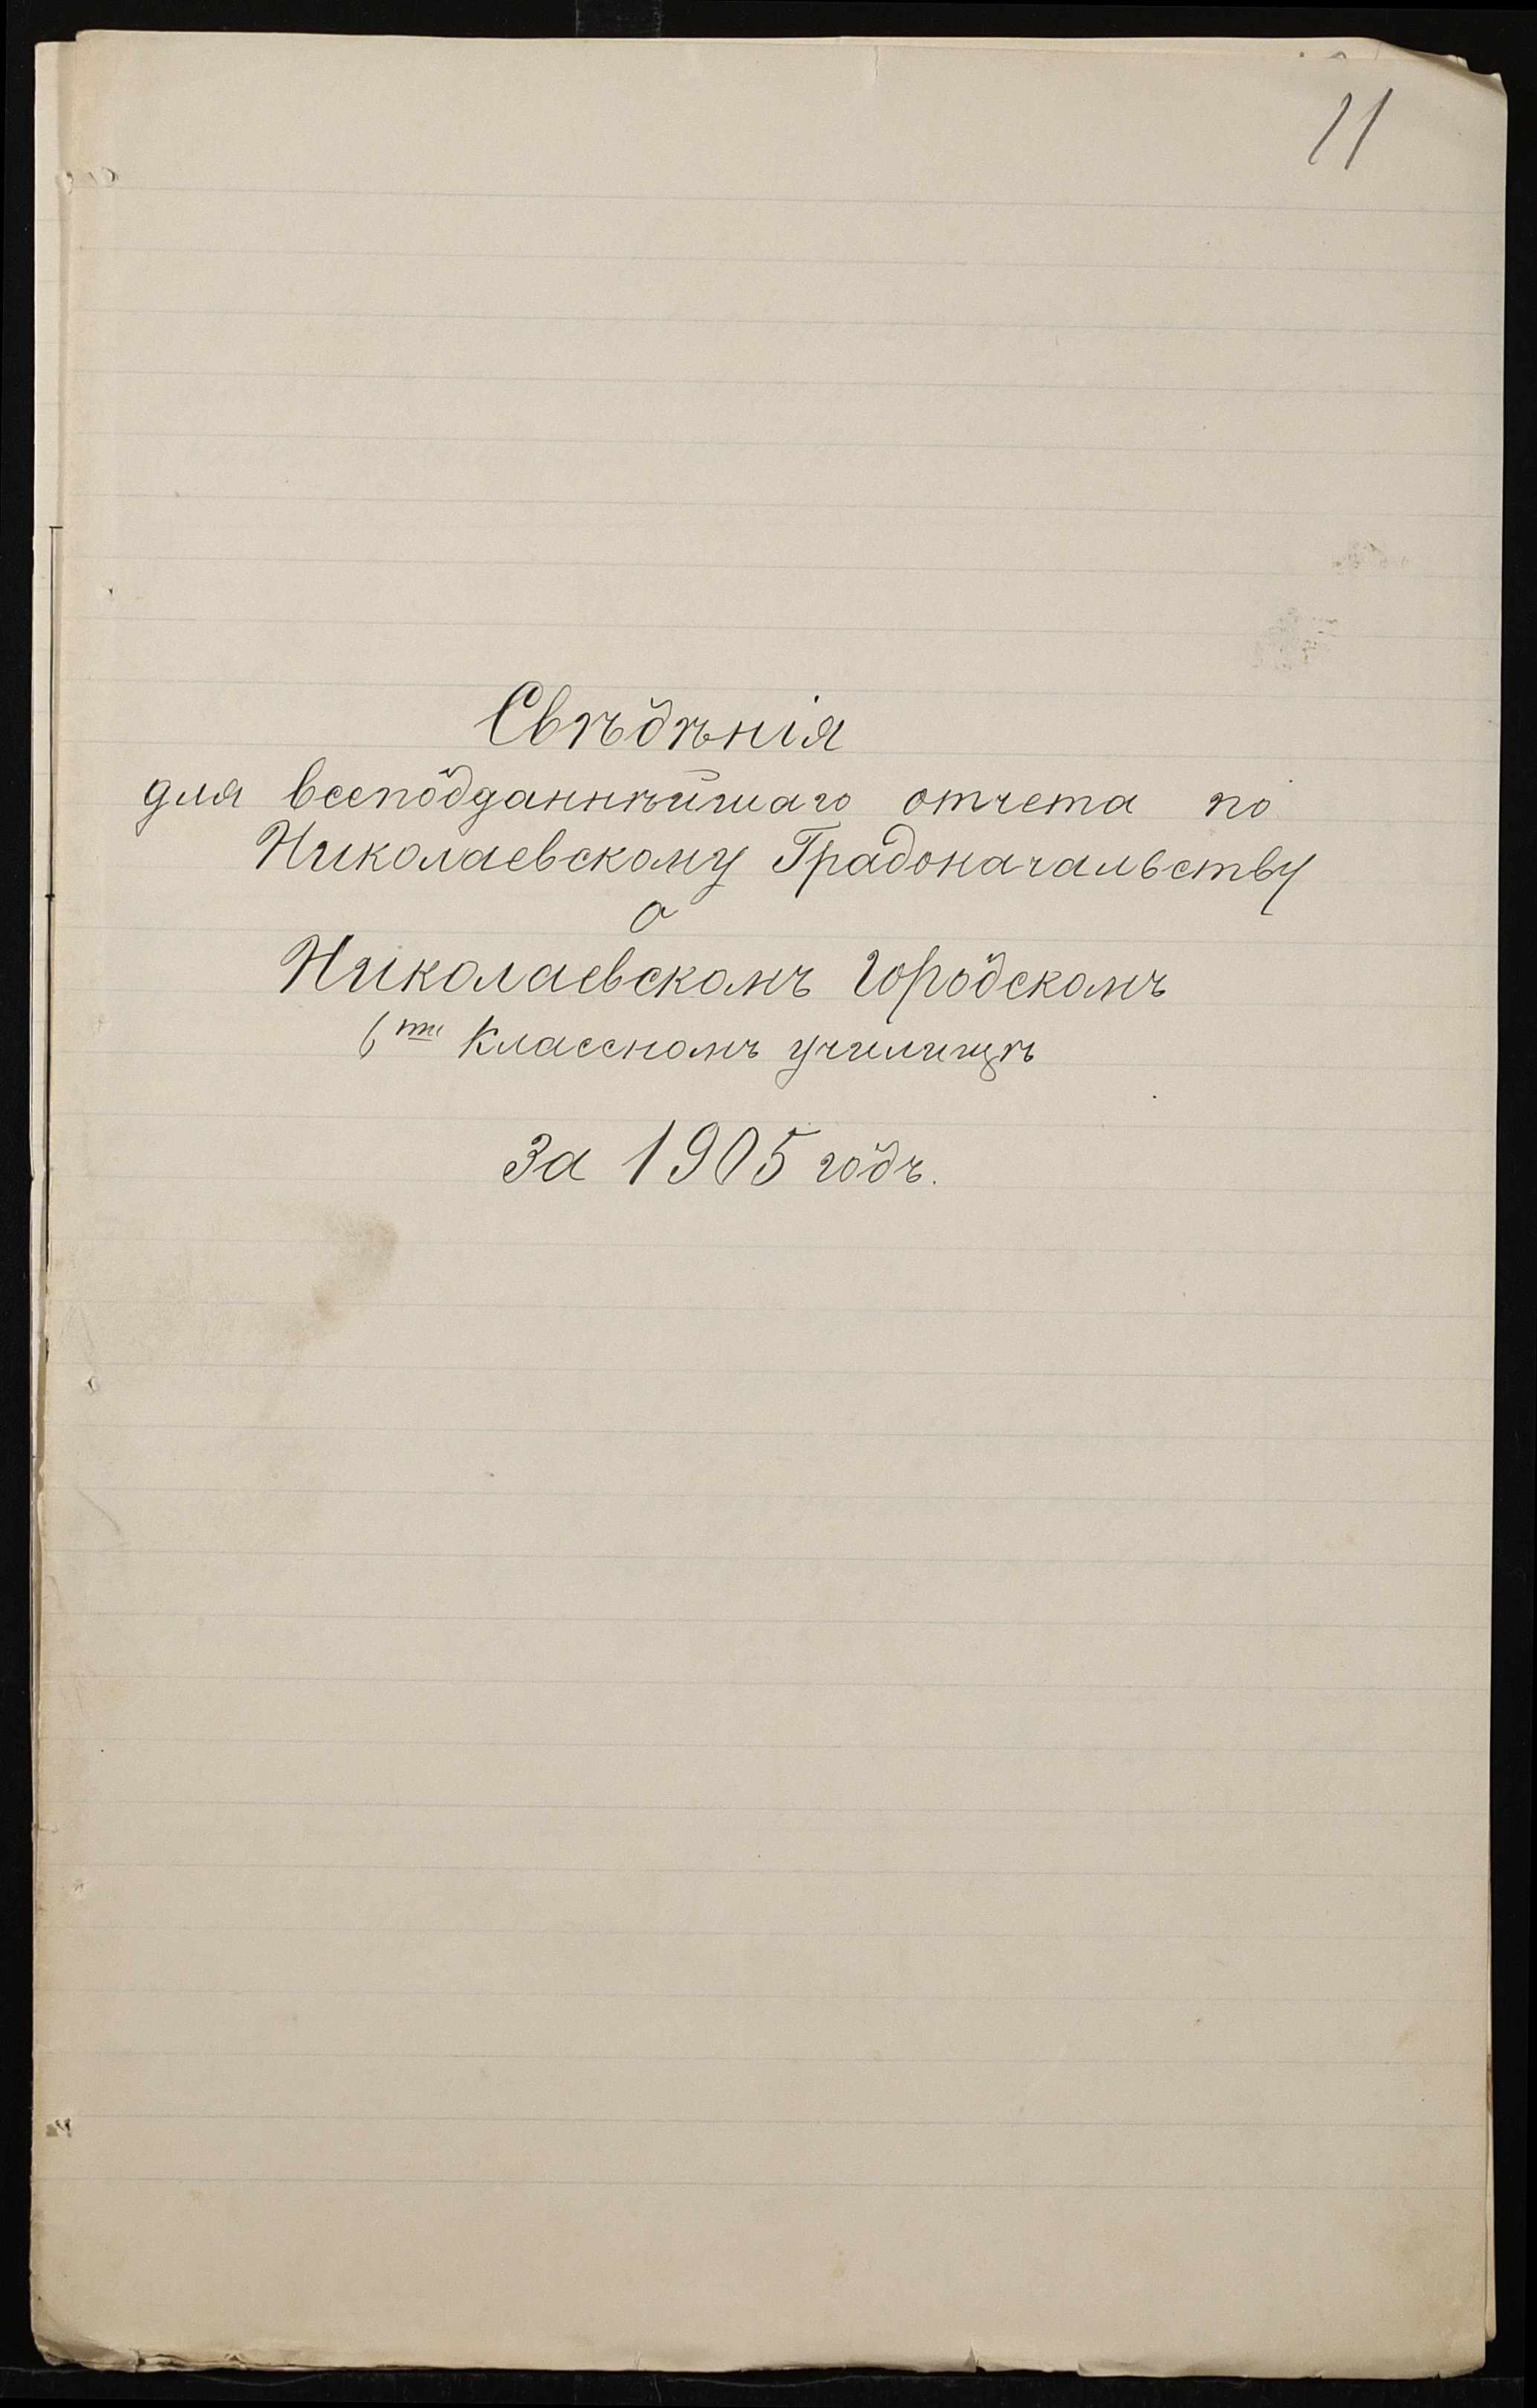 11
Свѣдѣнія
для всеподданнѣйшаго отчета по
Николаевскому Градоначальству
о
Николаевскомъ городскомъ
6ти классномъ училищѣ
за 1905 годъ.